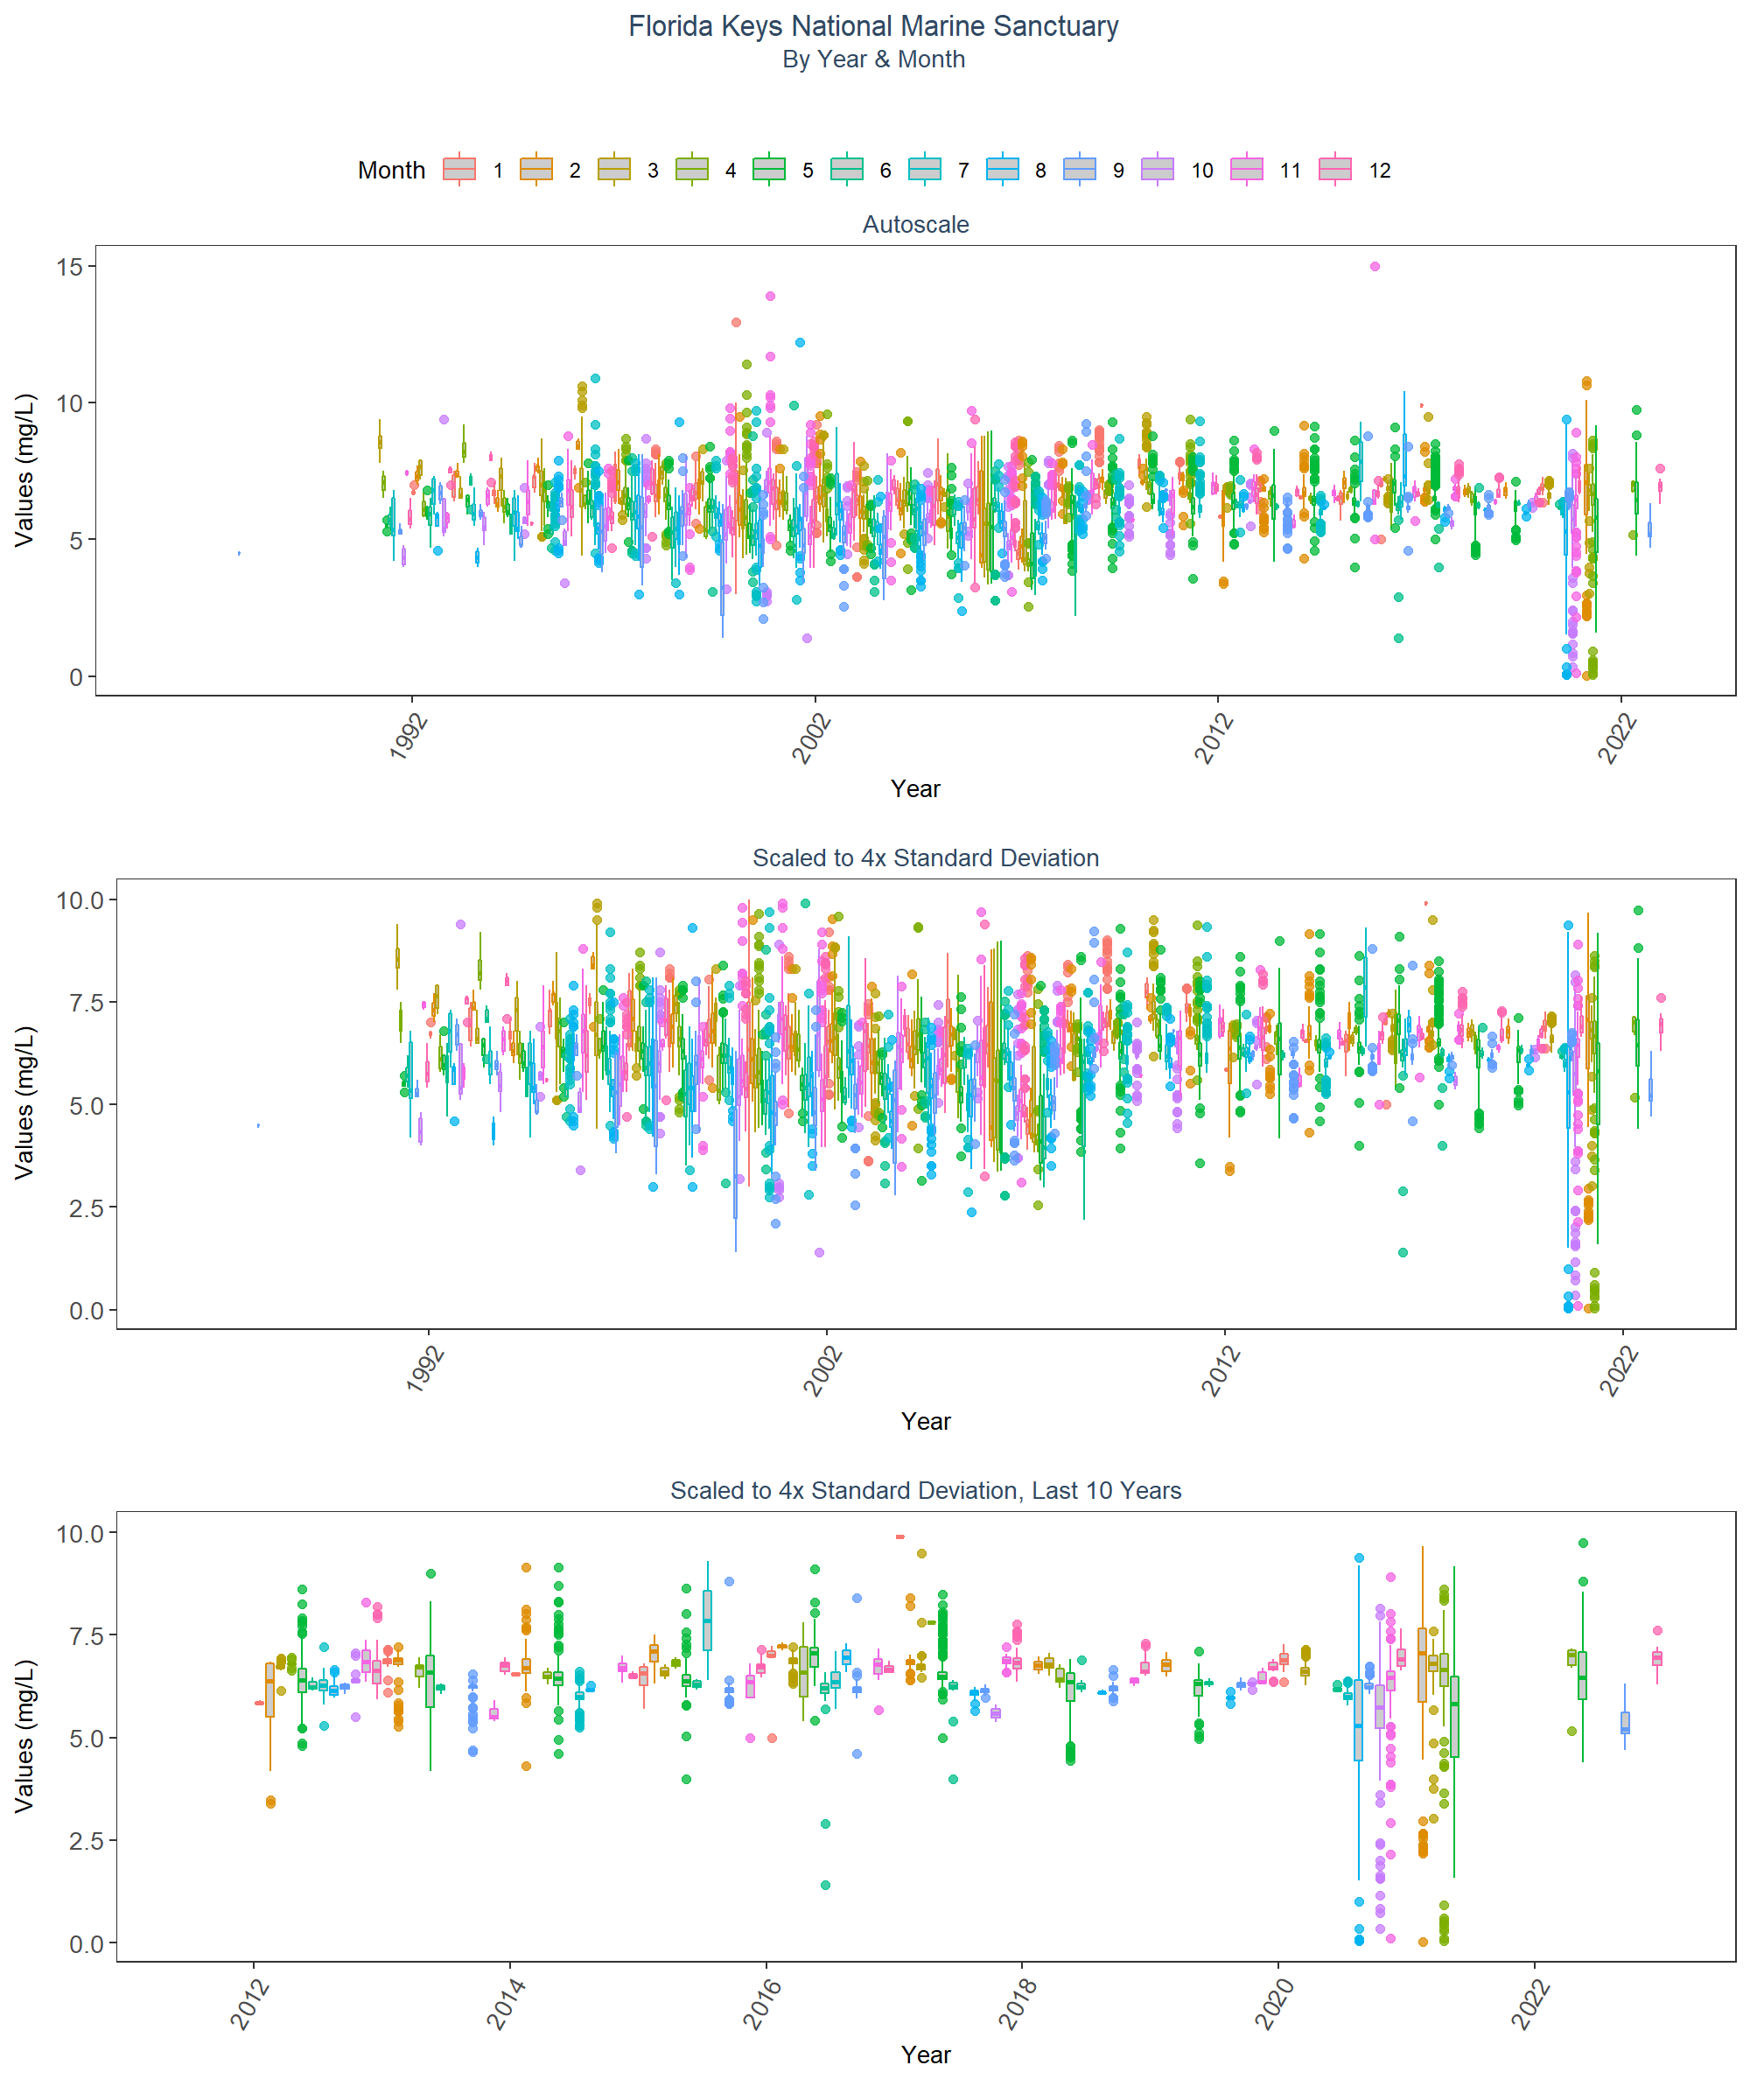 Florida Keys National Marine Sanctuary
By Year & Month
Month 1 2 3 4 5 6 7 8 9 10 11 12
Autoscale
Values (mg/L)
15
10
5
0
1992 2002 2012 2022
Year
Scaled to 4x Standard Deviation
Values (mg/L)
10.0
7.5
5.0
2.5
0.0
1992 2002 2012 2022
Year
Scaled to 4x Standard Deviation, Last 10 Years
Values (mg/L)
10.0
7.5
5.0
2.5
0.0
2012 2014 2016 2018 2020 2022
Year